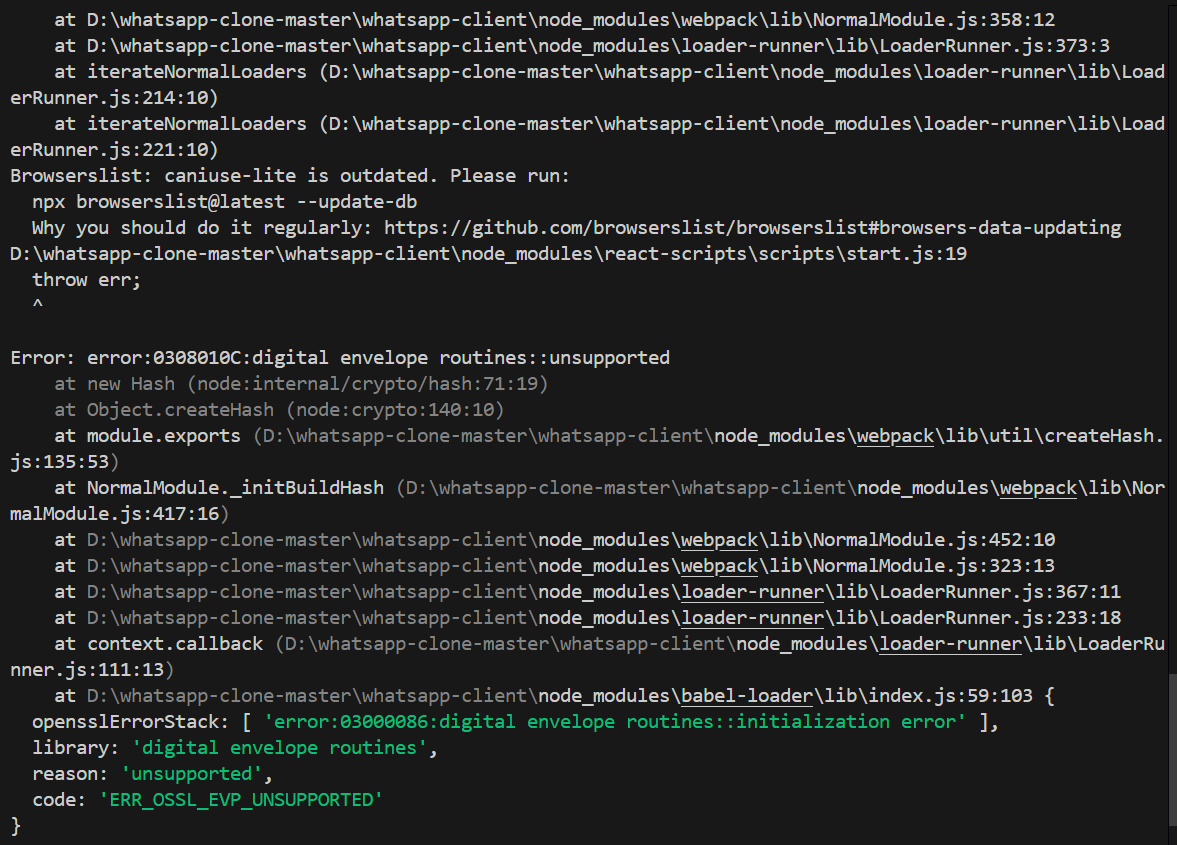 at D:\whatsapp-clone-master\whatsapp-client\node_modules\webpack\lib\NormalModule.js:358:12
    at D:\whatsapp-clone-master\whatsapp-client\node_modules\loader-runner\lib\LoaderRunner.js:373:3
    at iterateNormalLoaders (D:\whatsapp-clone-master\whatsapp-client\node_modules\loader-runner\lib\Load
erRunner.js:214:10)
    at iterateNormalLoaders (D:\whatsapp-clone-master\whatsapp-client\node_modules\loader-runner\lib\Load
erRunner.js:221:10)
Browserslist: caniuse-lite is outdated. Please run:
  npx browserslist@latest --update-db
  Why you should do it regularly: https://github.com/browserslist/browserslist#browsers-data-updating
D:\whatsapp-clone-master\whatsapp-client\node_modules\react-scripts\scripts\start.js:19
  throw err;
  ^

Error: error:0308010C:digital envelope routines::unsupported
    at new Hash (node:internal/crypto/hash:71:19)
    at Object.createHash (node:crypto:140:10)
    at module.exports (D:\whatsapp-clone-master\whatsapp-client\node_modules\webpack\lib\util\createHash.
js:135:53)
    at NormalModule._initBuildHash (D:\whatsapp-clone-master\whatsapp-client\node_modules\webpack\lib\Nor
malModule.js:417:16)
    at D:\whatsapp-clone-master\whatsapp-client\node_modules\webpack\lib\NormalModule.js:452:10
    at D:\whatsapp-clone-master\whatsapp-client\node_modules\webpack\lib\NormalModule.js:323:13
    at D:\whatsapp-clone-master\whatsapp-client\node_modules\loader-runner\lib\LoaderRunner.js:367:11
    at D:\whatsapp-clone-master\whatsapp-client\node_modules\loader-runner\lib\LoaderRunner.js:233:18
    at context.callback (D:\whatsapp-clone-master\whatsapp-client\node_modules\loader-runner\lib\LoaderRu
nner.js:111:13)
    at D:\whatsapp-clone-master\whatsapp-client\node_modules\babel-loader\lib\index.js:59:103 {
  opensslErrorStack: [ 'error:03000086:digital envelope routines::initialization error' ],
  library: 'digital envelope routines',
  reason: 'unsupported',
  code: 'ERR_OSSL_EVP_UNSUPPORTED'
}